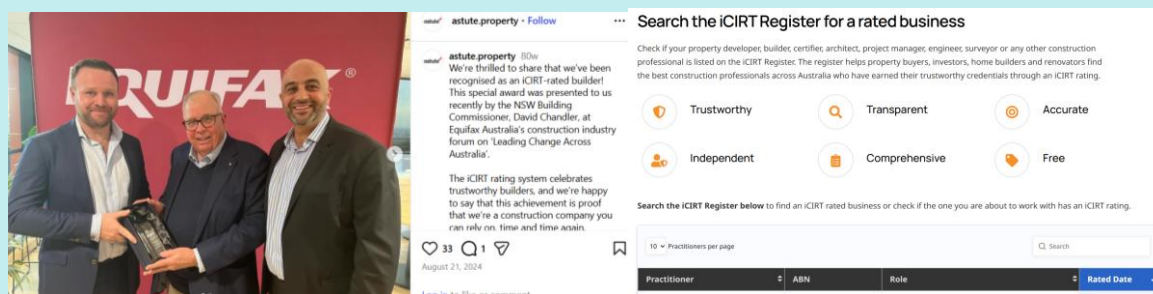 EQUIFAX®
astute.property • Follow
astute.property 80w
We're thrilled to share that we've been
recognised as an iCIRT-rated builder!
This special award was presented to us
recently by the NSW Building
Commissioner, David Chandler, at
Equifax Australia's construction industry
forum on 'Leading Change Across
Australia'.
The iCIRT rating system celebrates
trustworthy builders, and we're happy
to say that this achievement is proof
that we're a construction company you
can rely on, time and time again.
33 1
August 21, 2024
Search the iCIRT Register for a rated business
Check if your property developer, builder, certifier, architect, project manager, engineer, surveyor or any other construction
professional is listed on the iCIRT Register. The register helps property buyers, investors, home builders and renovators find
the best construction professionals across Australia who have earned their trustworthy credentials through an iCIRT rating.
Trustworthy
Transparent
Accurate
Independent
Comprehensive
Free
Search the iCIRT Register below to find an iCIRT rated business or check if the one you are about to work with has an iCIRT rating.
10 Practitioners per page
Search
Practitioner ABN Role Rated Date